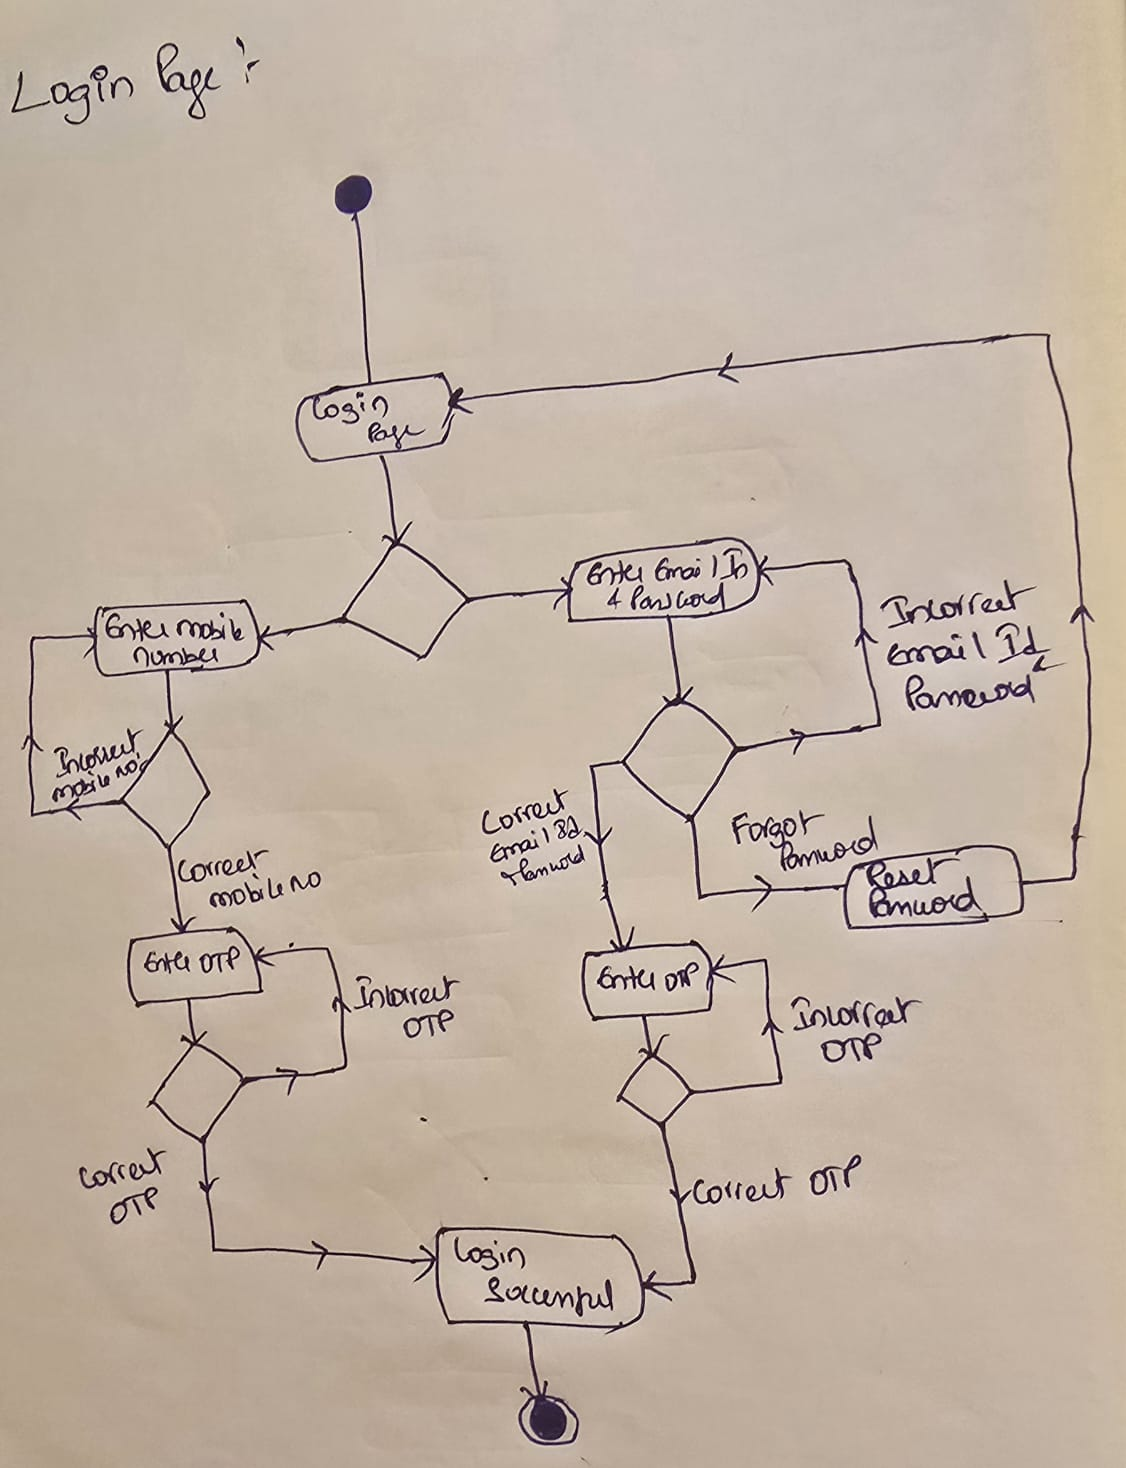 Login Page :-
Login
Page
Enter Email ID
& Password
Enter mobile
number
Incorrect
Email Id &
Password
Incorrect
mobile no.
Correct
Email Id
& Password
Forgot
Password
Reset
Password
Correct
mobile no
Enter OTP
Enter OTP
Incorrect
OTP
Incorrect
OTP
Correct
OTP
Correct OTP
Login
Successful